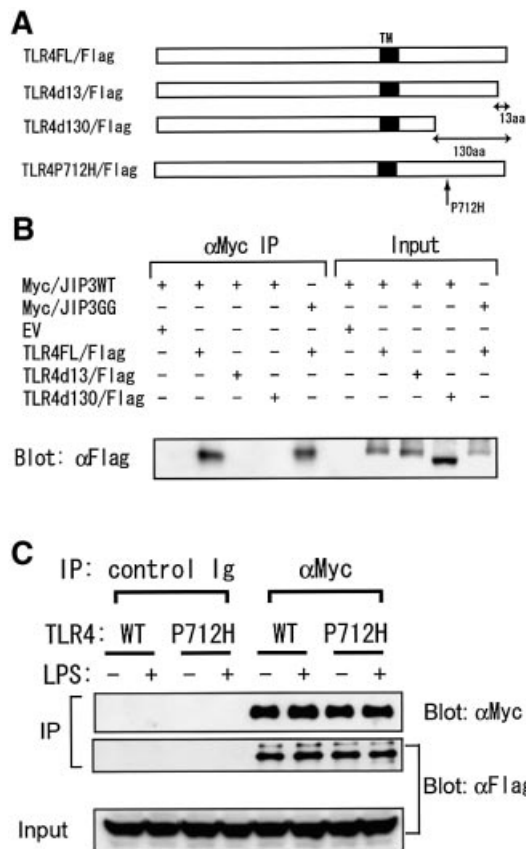 A
TM
TLR4FL/Flag
TLR4d13/Flag
13aa
TLR4d130/Flag
130aa
TLR4P712H/Flag
P712H
B
αMyc IP Input
Myc/JIP3WT + + + + − + + + + −
Myc/JIP3GG − − − − + − − − − +
EV + − − − − + − − − −
TLR4FL/Flag − + − − + − + − − +
TLR4d13/Flag − − + − − − − + − −
TLR4d130/Flag − − − + − − − − + −
Blot: αFlag
C
IP: control Ig αMyc
TLR4: WT P712H WT P712H
LPS: − + − + − + − +
IP
Blot: αMyc
Blot: αFlag
Input